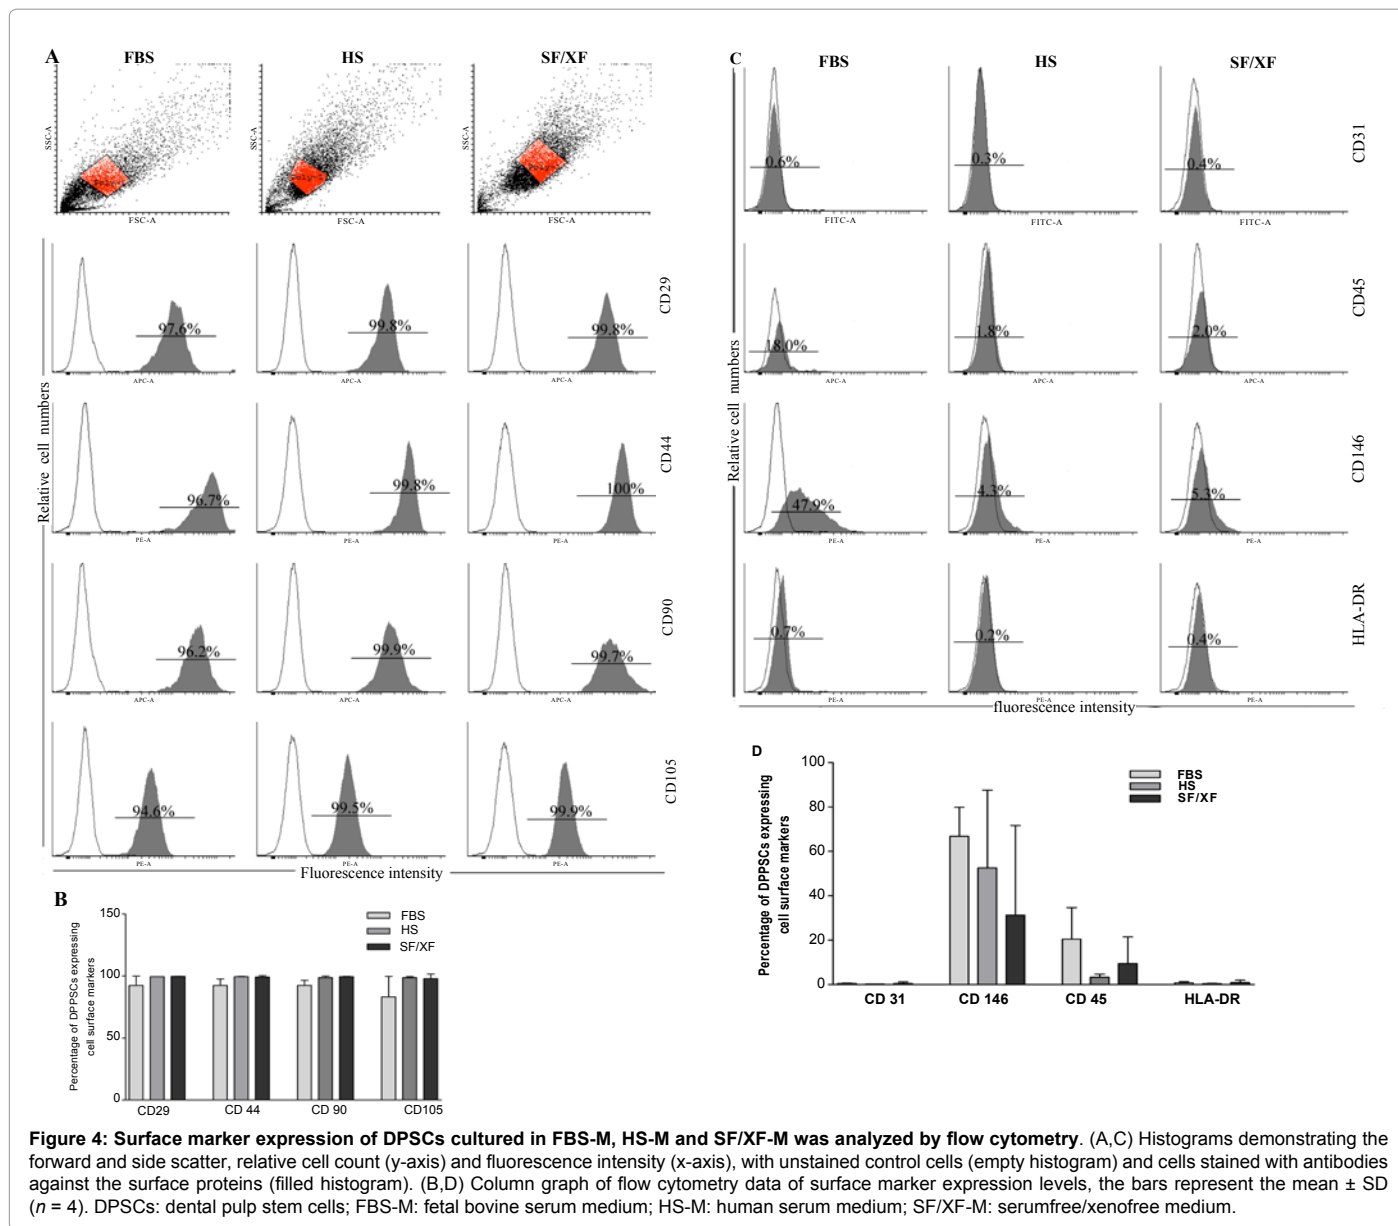 A
FBS
HS
SF/XF
SSC-A
SSC-A
SSC-A
FSC-A
FSC-A
FSC-A
Relative cell numbers
97.6%
99.8%
99.8%
CD29
APC-A
APC-A
APC-A
96.7%
99.8%
100%
CD44
PE-A
PE-A
PE-A
96.2%
99.9%
99.7%
CD90
APC-A
APC-A
APC-A
94.6%
99.5%
99.9%
CD105
PE-A
PE-A
PE-A
Fluorescence intensity
B
Percentage of DPPSCs expressing
cell surface markers
150
100
50
0
FBS
HS
SF/XF
CD29
CD 44
CD 90
CD105
C
FBS
HS
SF/XF
Relative cell numbers
0.6%
0.3%
0.4%
CD31
FITC-A
FITC-A
FITC-A
18.0%
1.8%
2.0%
CD45
APC-A
APC-A
APC-A
47.9%
4.3%
5.3%
CD146
PE-A
PE-A
PE-A
0.7%
0.2%
0.4%
HLA-DR
PE-A
PE-A
PE-A
fluorescence intensity
D
Percentage of DPPSCs expressing
cell surface markers
100
80
60
40
20
0
FBS
HS
SF/XF
CD 31
CD 146
CD 45
HLA-DR
Figure 4: Surface marker expression of DPSCs cultured in FBS-M, HS-M and SF/XF-M was analyzed by flow cytometry. (A,C) Histograms demonstrating the
forward and side scatter, relative cell count (y-axis) and fluorescence intensity (x-axis), with unstained control cells (empty histogram) and cells stained with antibodies
against the surface proteins (filled histogram). (B,D) Column graph of flow cytometry data of surface marker expression levels, the bars represent the mean ± SD
(n = 4). DPSCs: dental pulp stem cells; FBS-M: fetal bovine serum medium; HS-M: human serum medium; SF/XF-M: serumfree/xenofree medium.